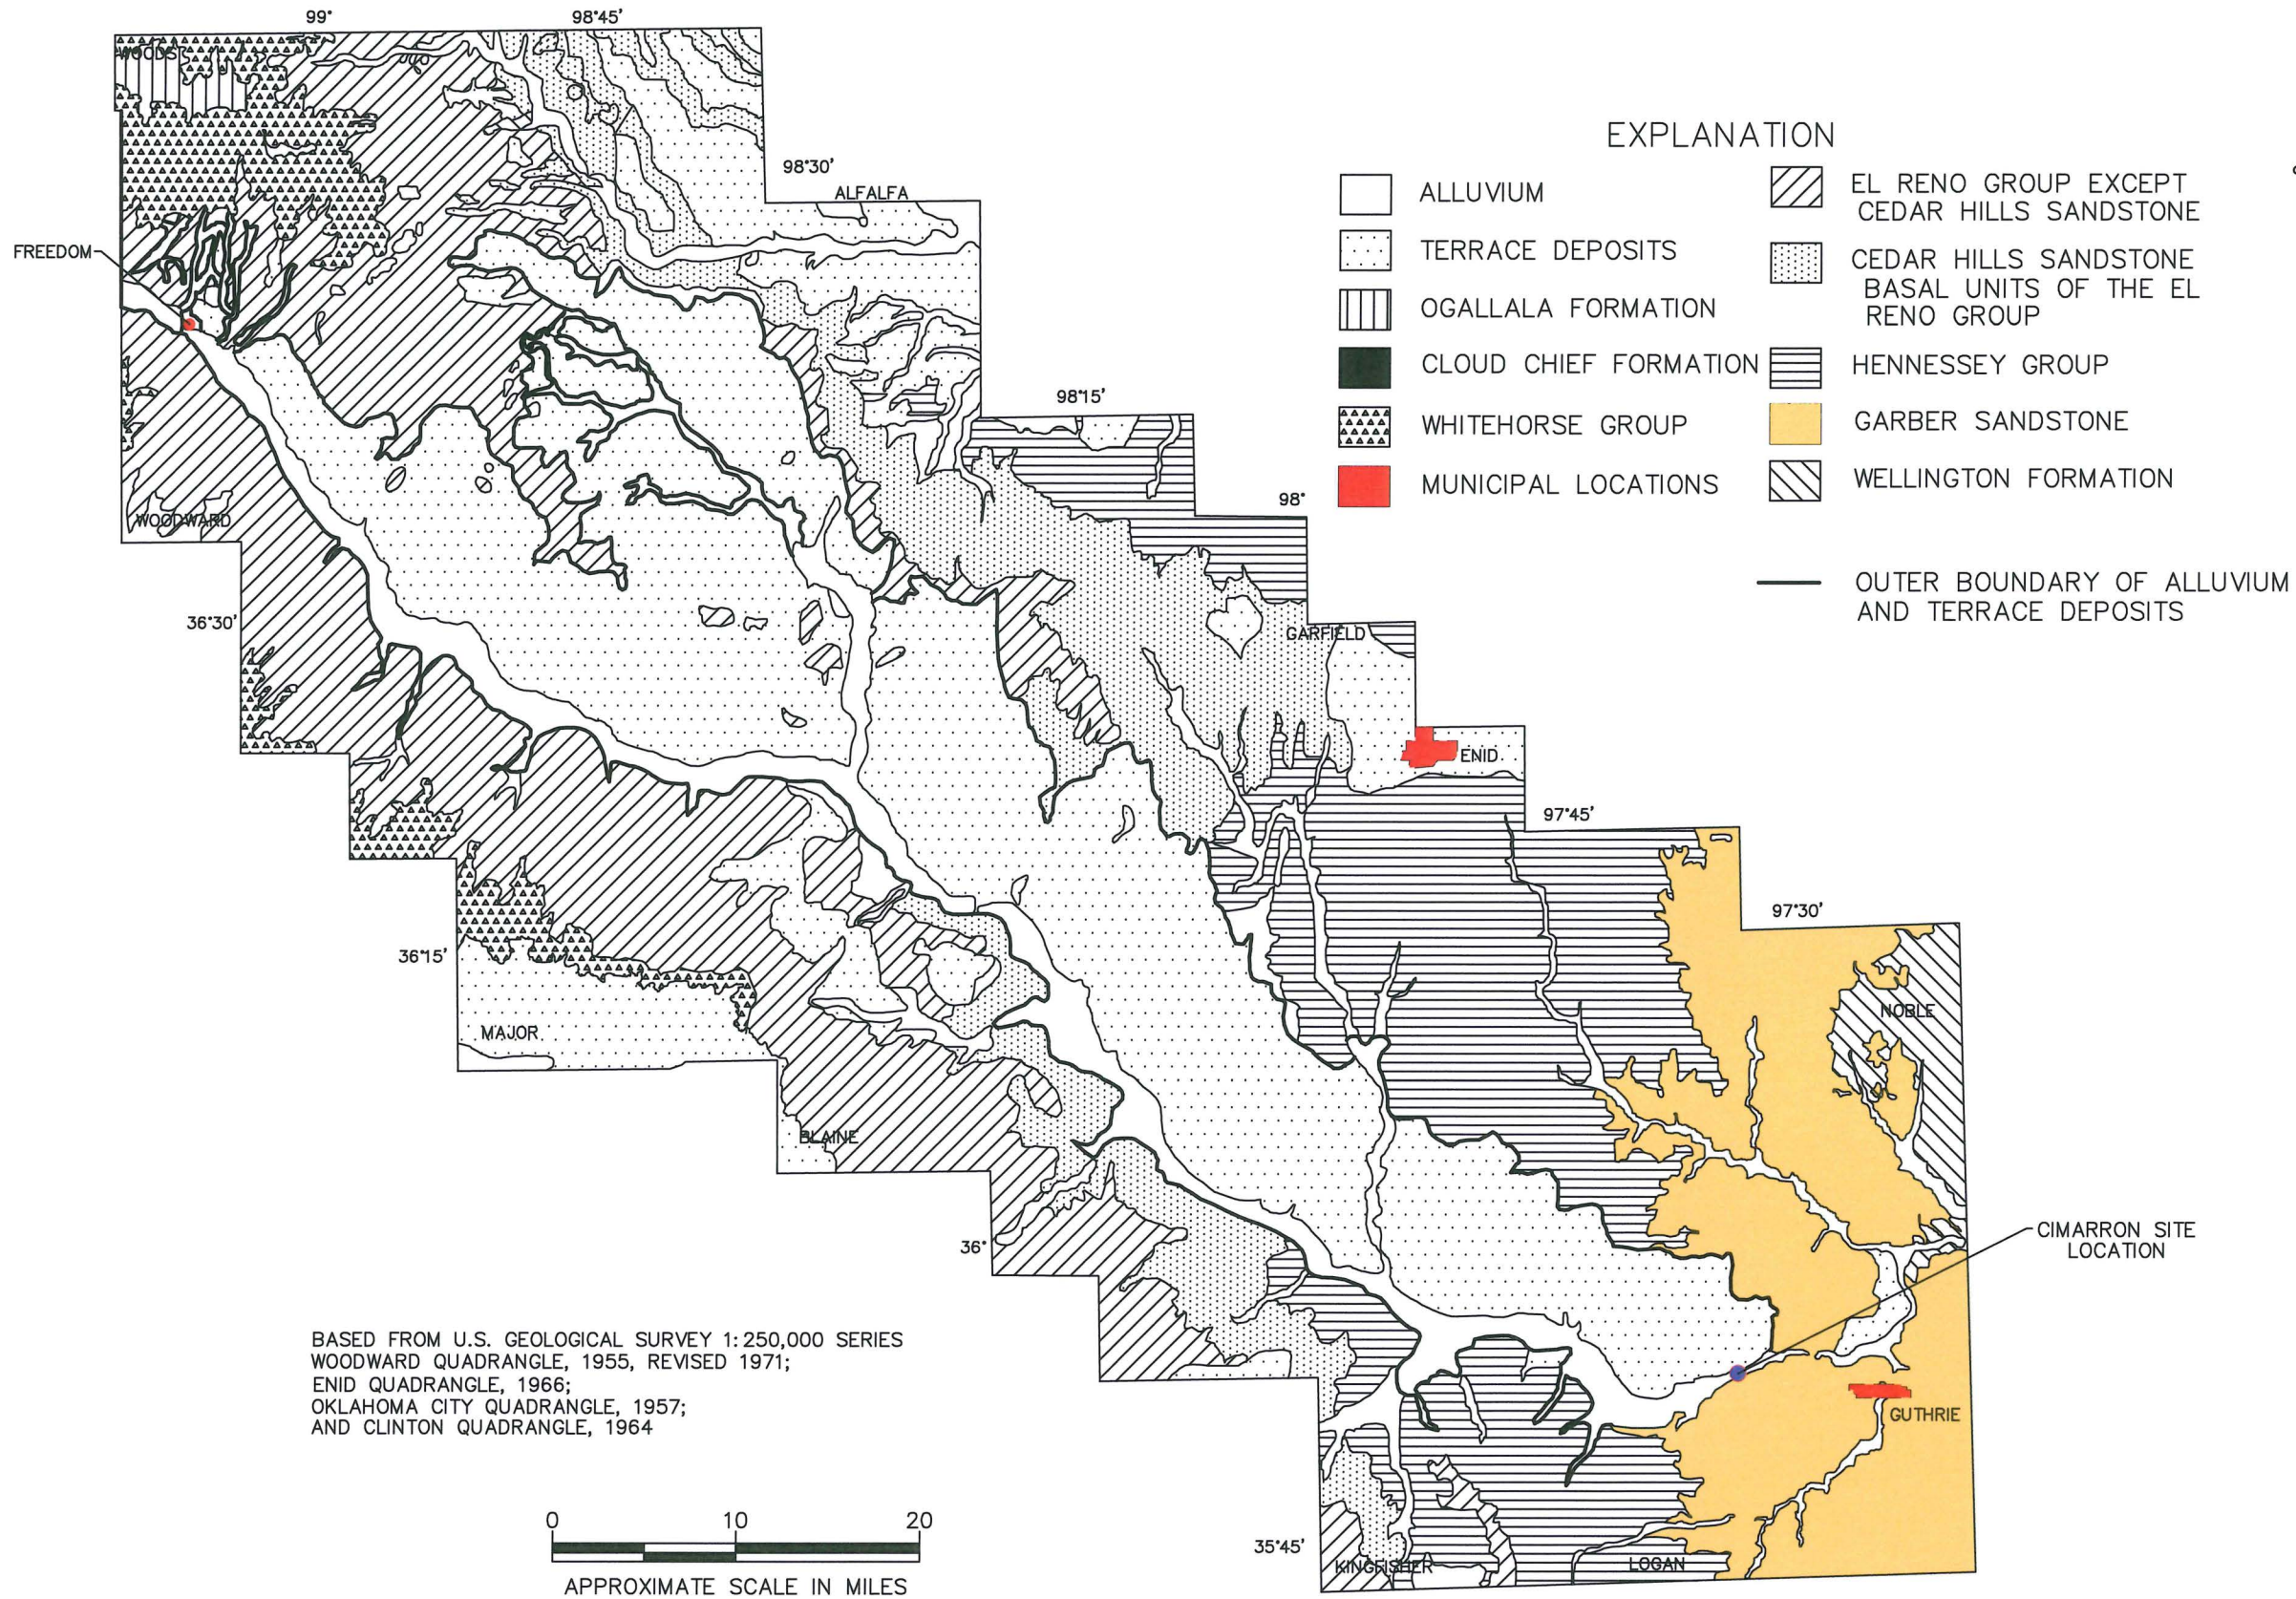 99°
98°45'
WOODS
98°30'
ALFALFA
FREEDOM
98°15'
98°
WOODWARD
36°30'
GARFIELD
ENID
97°45'
97°30'
36°15'
MAJOR
NOBLE
BLAINE
36°
CIMARRON SITE
LOCATION
GUTHRIE
35°45'
KINGFISHER
LOGAN
EXPLANATION
ALLUVIUM
TERRACE DEPOSITS
OGALLALA FORMATION
CLOUD CHIEF FORMATION
WHITEHORSE GROUP
MUNICIPAL LOCATIONS
EL RENO GROUP EXCEPT
CEDAR HILLS SANDSTONE
CEDAR HILLS SANDSTONE
BASAL UNITS OF THE EL
RENO GROUP
HENNESSEY GROUP
GARBER SANDSTONE
WELLINGTON FORMATION
OUTER BOUNDARY OF ALLUVIUM
AND TERRACE DEPOSITS
BASED FROM U.S. GEOLOGICAL SURVEY 1:250,000 SERIES
WOODWARD QUADRANGLE, 1955, REVISED 1971;
ENID QUADRANGLE, 1966;
OKLAHOMA CITY QUADRANGLE, 1957;
AND CLINTON QUADRANGLE, 1964
0 10 20
APPROXIMATE SCALE IN MILES